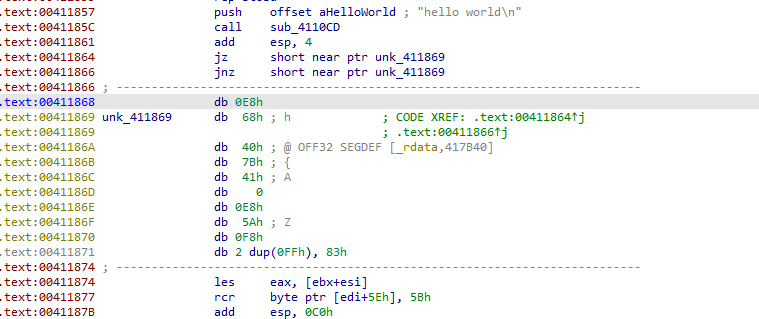 .text:00411857 push offset aHelloWorld ; "hello world\n"
.text:0041185C call sub_4110CD
.text:00411861 add esp, 4
.text:00411864 jz short near ptr unk_411869
.text:00411866 jnz short near ptr unk_411869
.text:00411866 ; ---------------------------------------------------------------------------
.text:00411868 db 0E8h
.text:00411869 unk_411869 db 68h ; h ; CODE XREF: .text:00411864↑j
.text:00411869 ; .text:00411866↑j
.text:0041186A db 40h ; @ OFF32 SEGDEF [_rdata,417B40]
.text:0041186B db 7Bh ; {
.text:0041186C db 41h ; A
.text:0041186D db 0
.text:0041186E db 0E8h
.text:0041186F db 5Ah ; Z
.text:00411870 db 0F8h
.text:00411871 db 2 dup(0FFh), 83h
.text:00411874 ; ---------------------------------------------------------------------------
.text:00411874 les eax, [ebx+esi]
.text:00411877 rcr byte ptr [edi+5Eh], 5Bh
.text:0041187B add esp, 0C0h